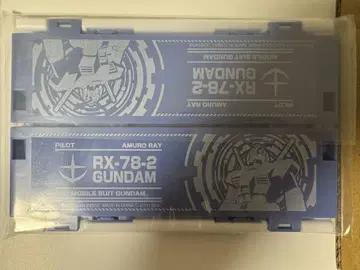 MOBILE SUIT GUNDAM
RX-78-2
GUNDAM
PILOT
AMURO RAY
PILOT
AMURO RAY
RX-78-2
GUNDAM
MOBILE SUIT GUNDAM